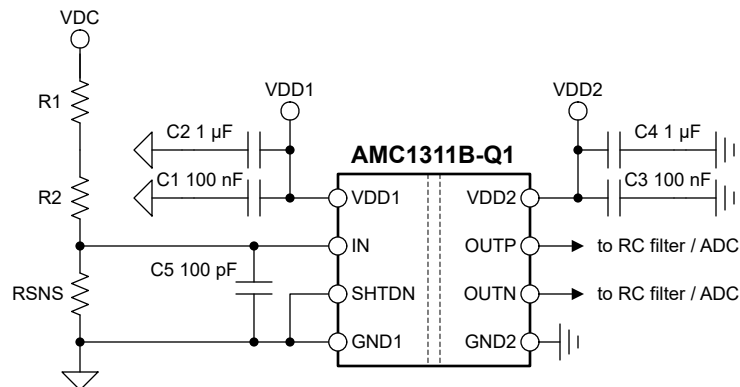 VDC
R1
R2
RSNS
VDD1
C2 1 µF
C1 100 nF
C5 100 pF
AMC1311B-Q1
VDD1
IN
SHTDN
GND1
VDD2
OUTP
OUTN
GND2
VDD2
C4 1 µF
C3 100 nF
to RC filter / ADC
to RC filter / ADC